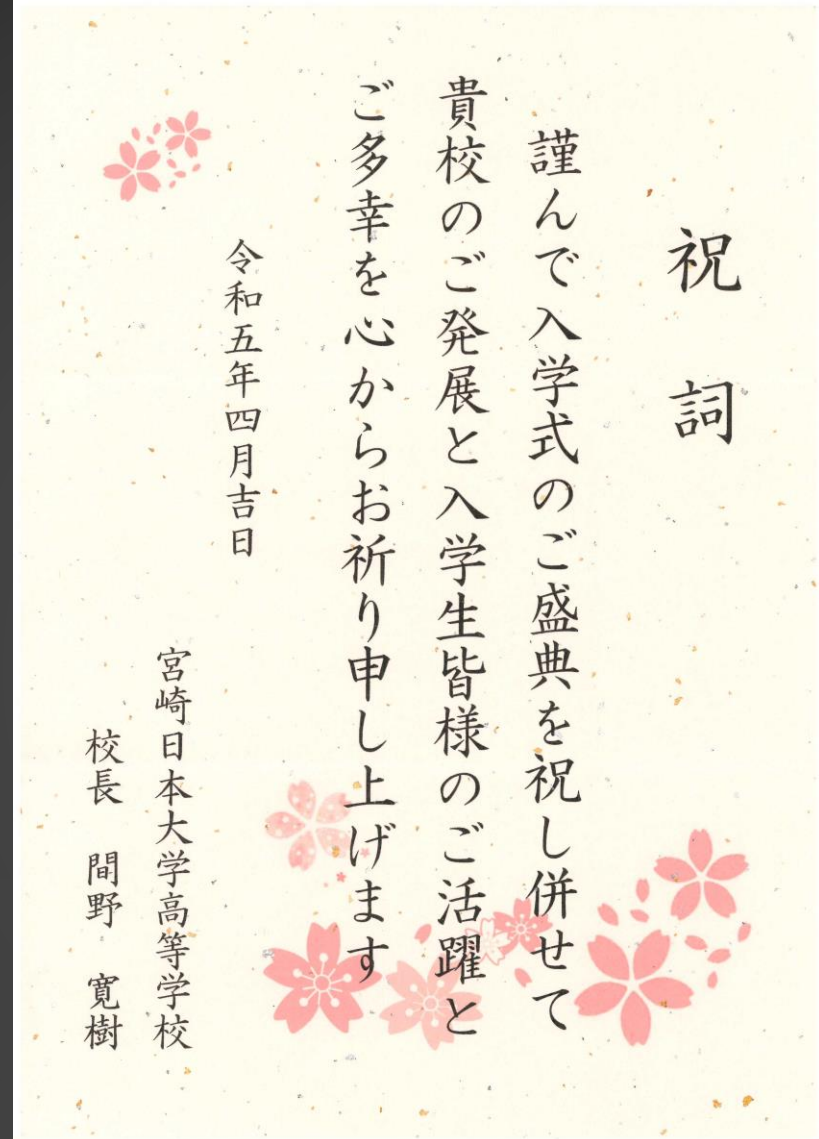 祝詞
謹んで入学式のご盛典を祝し併せて
貴校のご発展と入学生皆様のご活躍と
ご多幸を心からお祈り申し上げます
令和五年四月吉日
宮崎日本大学高等学校
校長 間野 寛樹